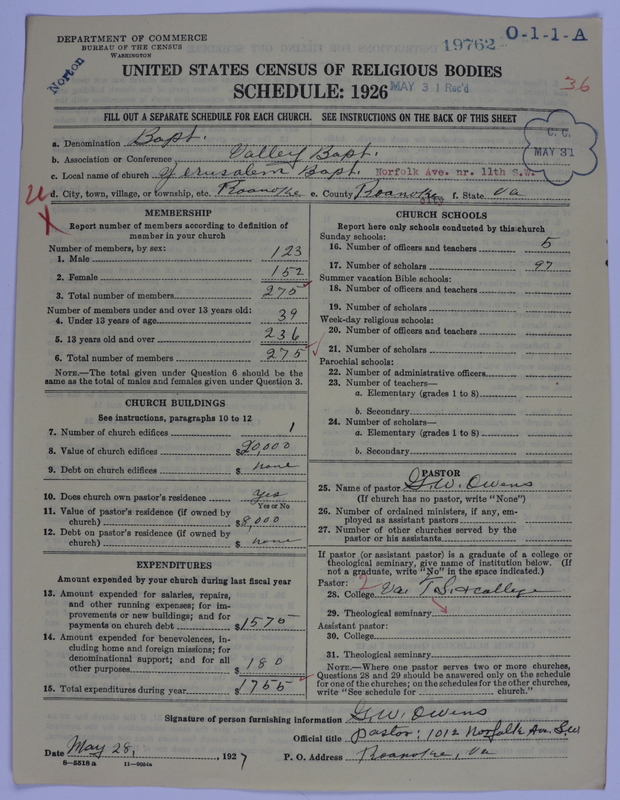 DEPARTMENT OF COMMERCE
BUREAU OF THE CENSUS
WASHINGTON
Norton
19762
O-1-1-A
UNITED STATES CENSUS OF RELIGIOUS BODIES
SCHEDULE: 1926
MAY 31 Rec'd
36
FILL OUT A SEPARATE SCHEDULE FOR EACH CHURCH. SEE INSTRUCTIONS ON THE BACK OF THIS SHEET
C. C.
MAY 31
a. Denomination Bapt.
b. Association or Conference Valley Bapt.
c. Local name of church Jerusalem Bapt. Norfolk Ave. nr. 11th S.W.
d. City, town, village, or township, etc. Roanoke e. County Roanoke city f. State Va
MEMBERSHIP
Report number of members according to definition of
member in your church
Number of members, by sex:
1. Male 123
2. Female 152
3. Total number of members 275
Number of members under and over 13 years old:
4. Under 13 years of age 39
5. 13 years old and over 236
6. Total number of members 275
NOTE.—The total given under Question 6 should be
same as the total of males and females given under Question 3.
CHURCH BUILDINGS
See instructions, paragraphs 10 to 12
7. Number of church edifices 1
8. Value of church edifices $20,000
9. Debt on church edifices $ none
10. Does church own pastor's residence yes
Yes or No
11. Value of pastor's residence (if owned by
church) $8,000
12. Debt on pastor's residence (if owned by
church) $ none
EXPENDITURES
Amount expended by your church during last fiscal year
13. Amount expended for salaries, repairs,
and other running expenses; for im-
provements or new buildings; and for
payments on church debt $1575
14. Amount expended for benevolences, in-
cluding home and foreign missions; for
denominational support; and for all
other purposes $ 180
15. Total expenditures during year $1755
CHURCH SCHOOLS
Report here only schools conducted by this church
Sunday schools:
16. Number of officers and teachers 5
17. Number of scholars 97
Summer vacation Bible schools:
18. Number of officers and teachers
19. Number of scholars
Week-day religious schools:
20. Number of officers and teachers
21. Number of scholars
Parochial schools:
22. Number of administrative officers
23. Number of teachers—
a. Elementary (grades 1 to 8)
b. Secondary
24. Number of scholars—
a. Elementary (grades 1 to 8)
b. Secondary
PASTOR
25. Name of pastor G.W. Owens
(If church has no pastor, write "None")
26. Number of ordained ministers, if any, em-
ployed as assistant pastors
27. Number of other churches served by the
pastor or his assistants
If pastor (or assistant pastor) is a graduate of a college or
theological seminary, give name of institution below. (If
not a graduate, write "No" in the space indicated.)
Pastor: 2
28. College Va. T. S. & College
29. Theological seminary
Assistant pastor:
30. College
31. Theological seminary
NOTE.—Where one pastor serves two or more churches,
Questions 28 and 29 should be answered only on the schedule
for one of the churches; on the schedules for the other churches,
write "See schedule for church."
Signature of person furnishing information G.W. Owens
Official title pastor: 1012 Norfolk Ave. S.W
Date May 28, 1927 P. O. Address Roanoke, Va
8—5518 a 11—9054a